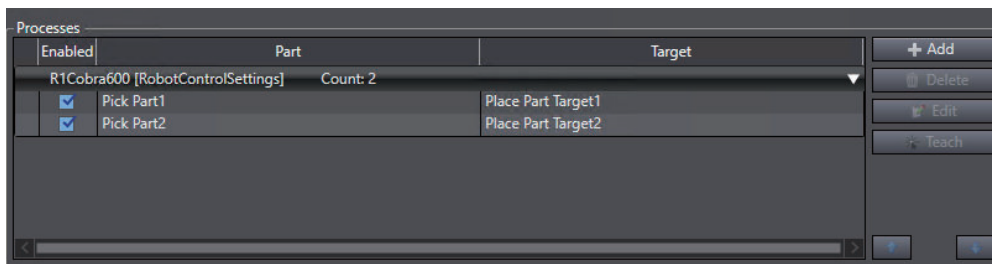 Processes
Enabled Part Target
R1Cobra600 [RobotControlSettings] Count: 2
Pick Part1 Place Part Target1
Pick Part2 Place Part Target2
Add
Delete
Edit
Teach